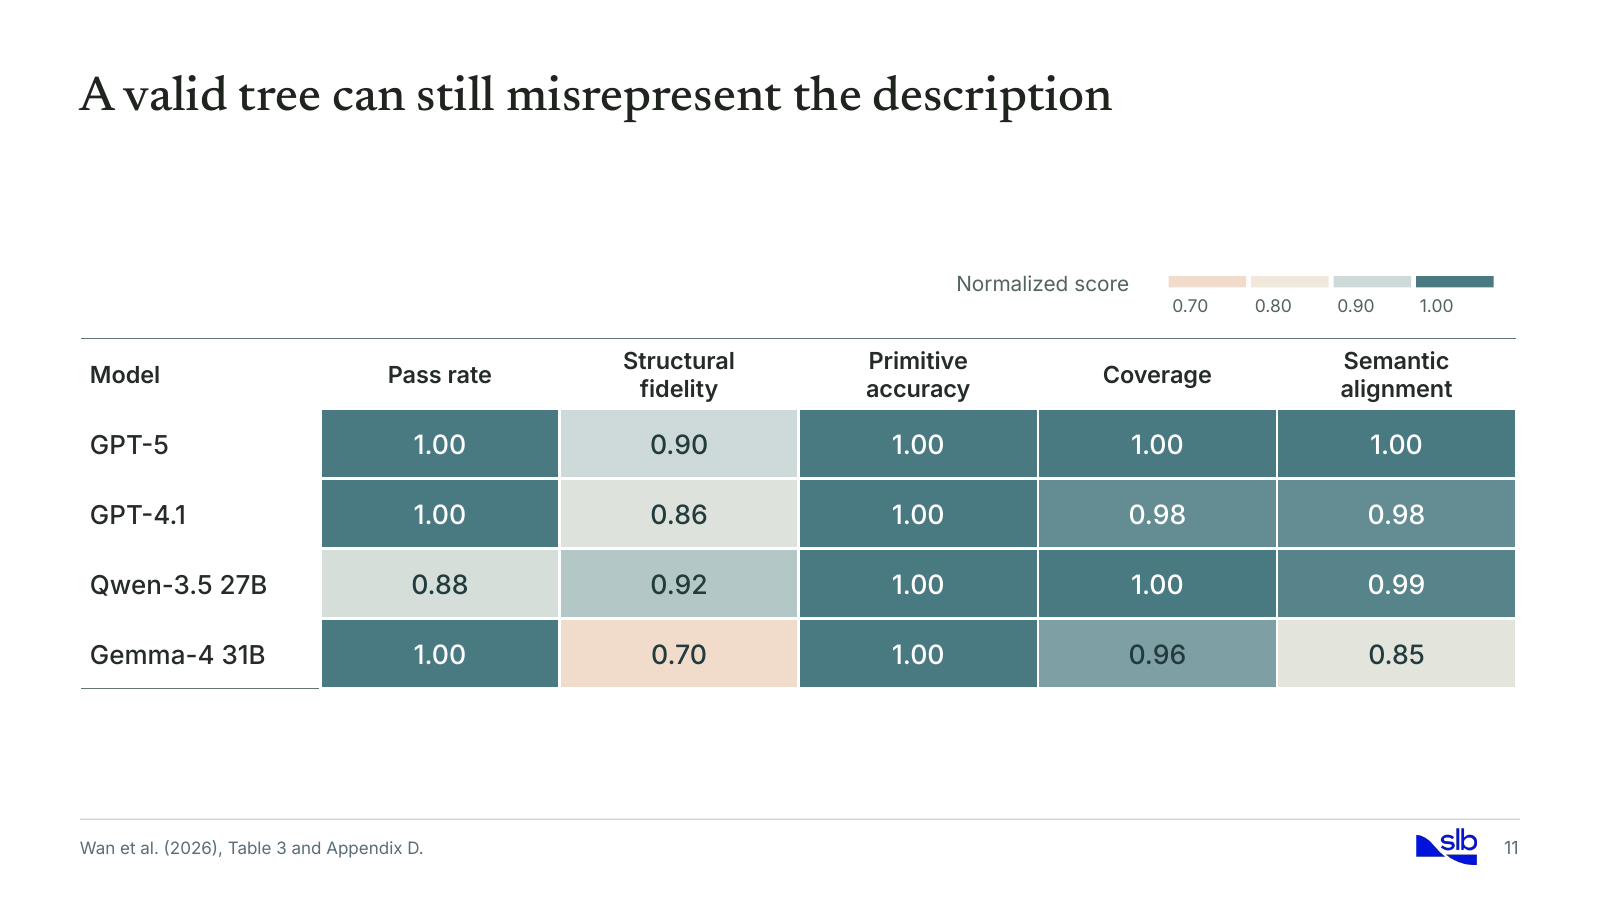 A valid tree can still misrepresent the description
Normalized score
0.70 0.80 0.90 1.00
Model Pass rate Structural fidelity Primitive accuracy Coverage Semantic alignment
GPT-5 1.00 0.90 1.00 1.00 1.00
GPT-4.1 1.00 0.86 1.00 0.98 0.98
Qwen-3.5 27B 0.88 0.92 1.00 1.00 0.99
Gemma-4 31B 1.00 0.70 1.00 0.96 0.85
Wan et al. (2026), Table 3 and Appendix D.
slb
11